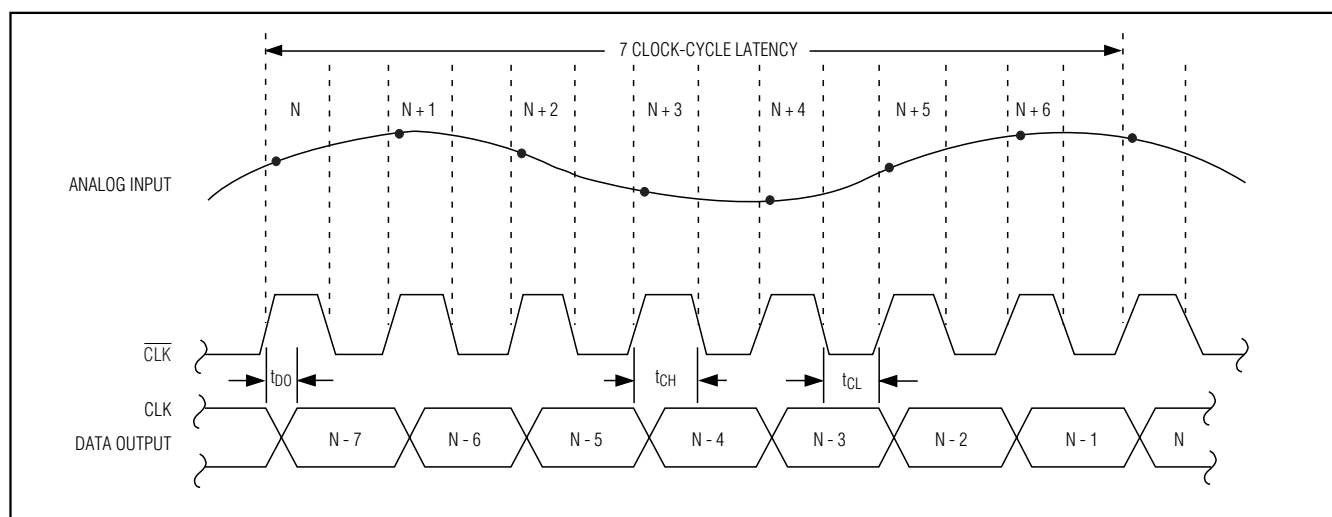 7 CLOCK-CYCLE LATENCY
N N + 1 N + 2 N + 3 N + 4 N + 5 N + 6
ANALOG INPUT
CLK
tDO tCH tCL
CLK
DATA OUTPUT
N - 7 N - 6 N - 5 N - 4 N - 3 N - 2 N - 1 N